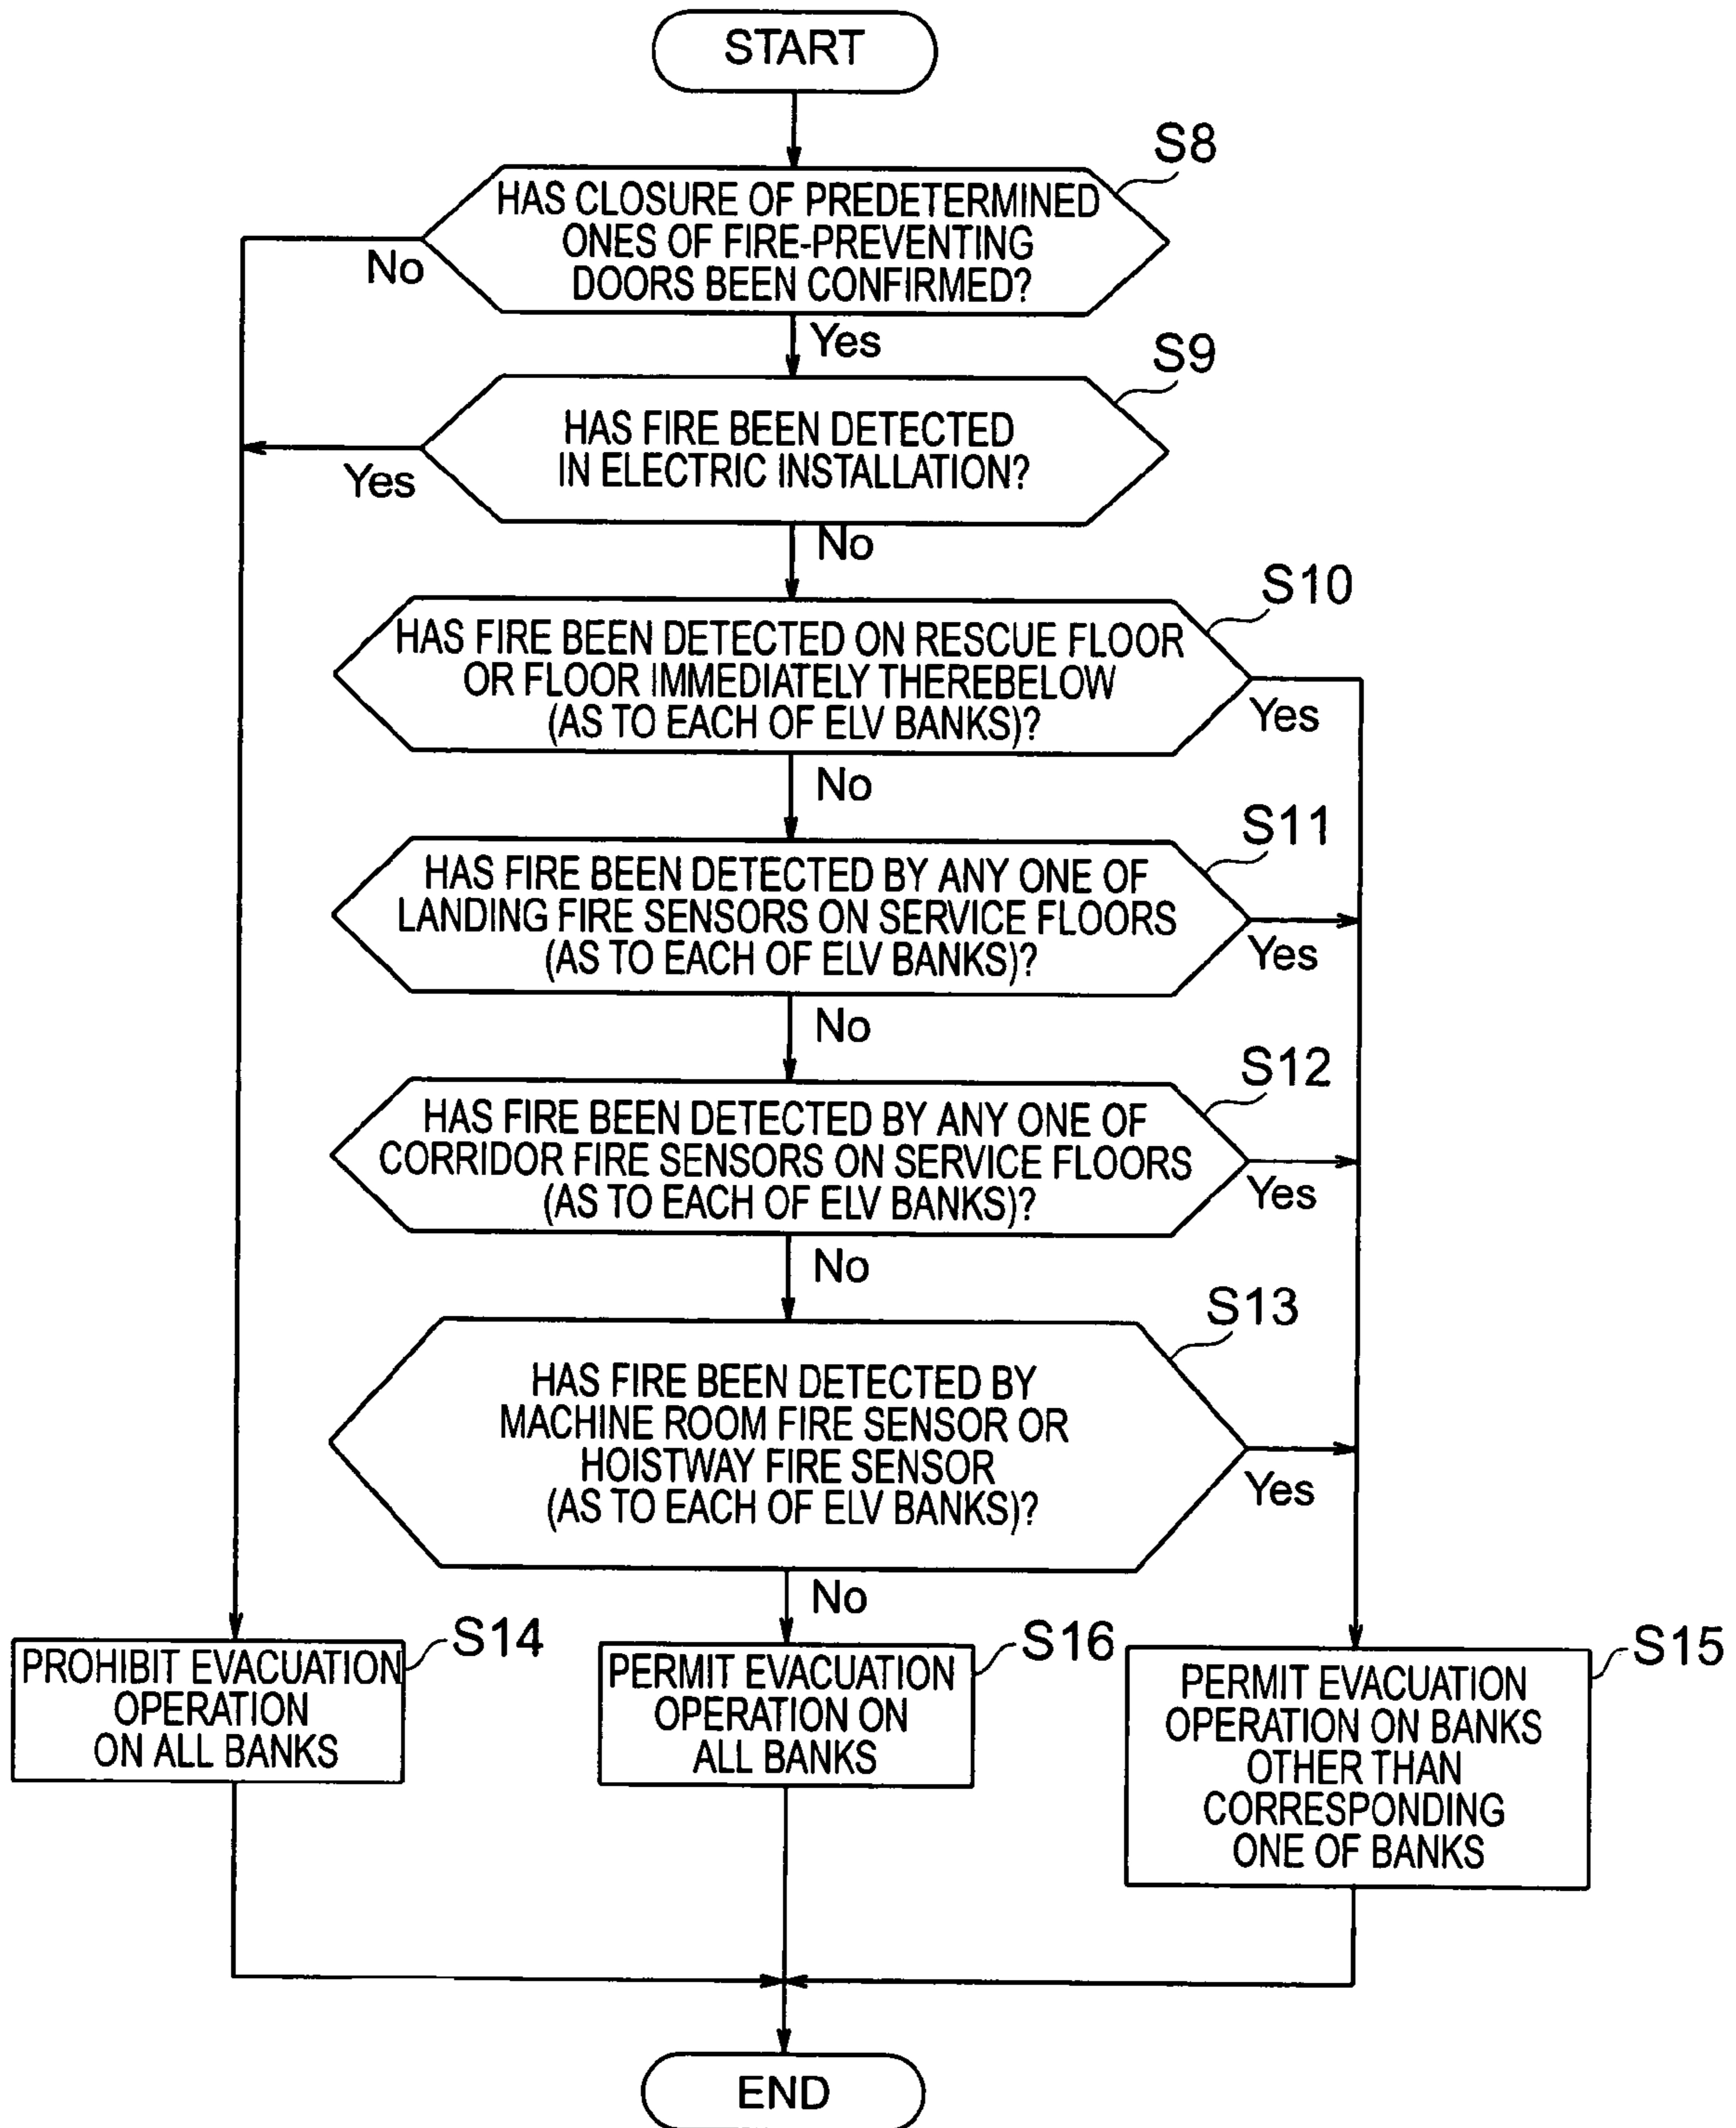 START
S8
HAS CLOSURE OF PREDETERMINED
ONES OF FIRE-PREVENTING
DOORS BEEN CONFIRMED?
No
Yes
S9
HAS FIRE BEEN DETECTED
IN ELECTRIC INSTALLATION?
Yes
No
S10
HAS FIRE BEEN DETECTED ON RESCUE FLOOR
OR FLOOR IMMEDIATELY THEREBELOW
(AS TO EACH OF ELV BANKS)?
Yes
No
S11
HAS FIRE BEEN DETECTED BY ANY ONE OF
LANDING FIRE SENSORS ON SERVICE FLOORS
(AS TO EACH OF ELV BANKS)?
Yes
No
S12
HAS FIRE BEEN DETECTED BY ANY ONE OF
CORRIDOR FIRE SENSORS ON SERVICE FLOORS
(AS TO EACH OF ELV BANKS)?
Yes
No
S13
HAS FIRE BEEN DETECTED BY
MACHINE ROOM FIRE SENSOR OR
HOISTWAY FIRE SENSOR
(AS TO EACH OF ELV BANKS)?
Yes
No
S14
PROHIBIT EVACUATION
OPERATION
ON ALL BANKS
S16
PERMIT EVACUATION
OPERATION ON
ALL BANKS
S15
PERMIT EVACUATION
OPERATION ON BANKS
OTHER THAN
CORRESPONDING
ONE OF BANKS
END